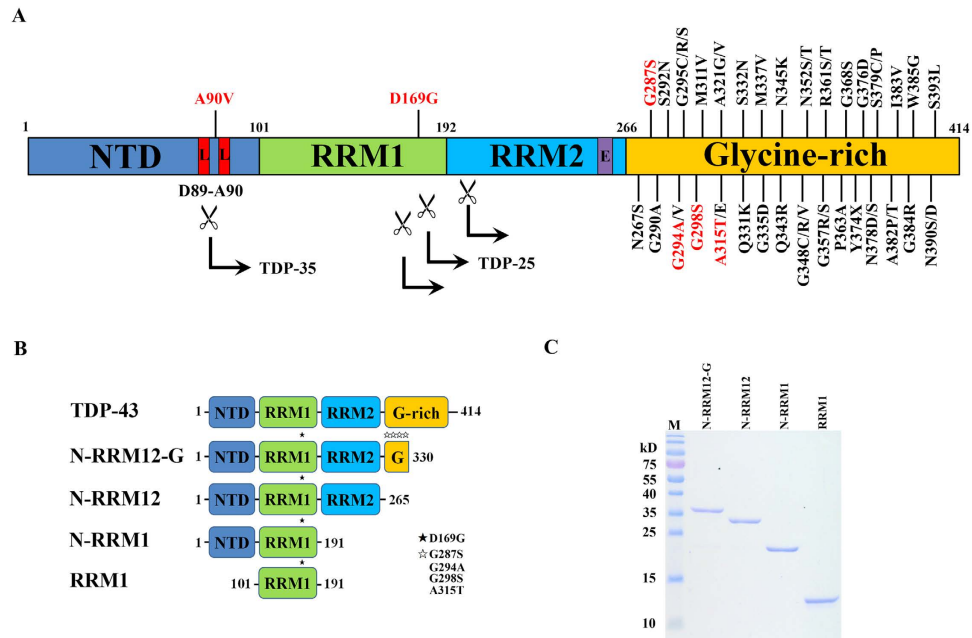 A
G287S
S292N
G295C/R/S
M311V
A321G/V
S332N
M337V
N345K
N352S/T
R361S/T
G368S
G376D
S379C/P
I383V
W385G
S393L
A90V
D169G
1
101
192
266
414
NTD
L
L
RRM1
RRM2
E
Glycine-rich
D89-A90
TDP-35
TDP-25
N267S
G290A
G294A/V
G298S
A315T/E
Q331K
G335D
Q343R
G348C/R/V
G357R/S
P363A
Y374X
N378D/S
A382P/T
G384R
N390S/D
B
TDP-43 1 NTD RRM1 RRM2 G-rich 414
N-RRM12-G 1 NTD RRM1 RRM2 G 330
N-RRM12 1 NTD RRM1 RRM2 265
N-RRM1 1 NTD RRM1 191
RRM1 101 RRM1 191
★D169G
☆G287S
G294A
G298S
A315T
C
N-RRM12-G
N-RRM12
N-RRM1
RRM1
M
kD
75
55
40
35
25
15
10